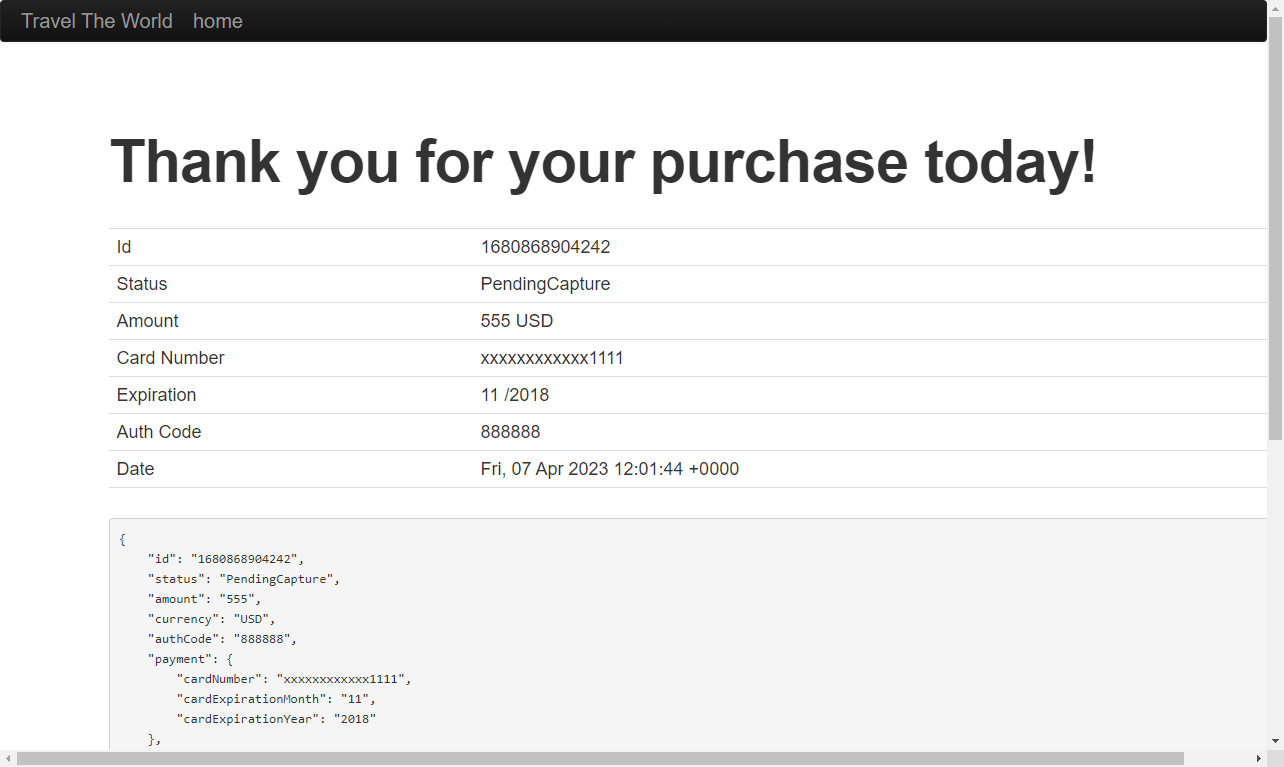 Travel The World home
Thank you for your purchase today!
Id 1680868904242
Status PendingCapture
Amount 555 USD
Card Number xxxxxxxxxxxx1111
Expiration 11 /2018
Auth Code 888888
Date Fri, 07 Apr 2023 12:01:44 +0000
{
    "id": "1680868904242",
    "status": "PendingCapture",
    "amount": "555",
    "currency": "USD",
    "authCode": "888888",
    "payment": {
        "cardNumber": "xxxxxxxxxxxx1111",
        "cardExpirationMonth": "11",
        "cardExpirationYear": "2018"
    },